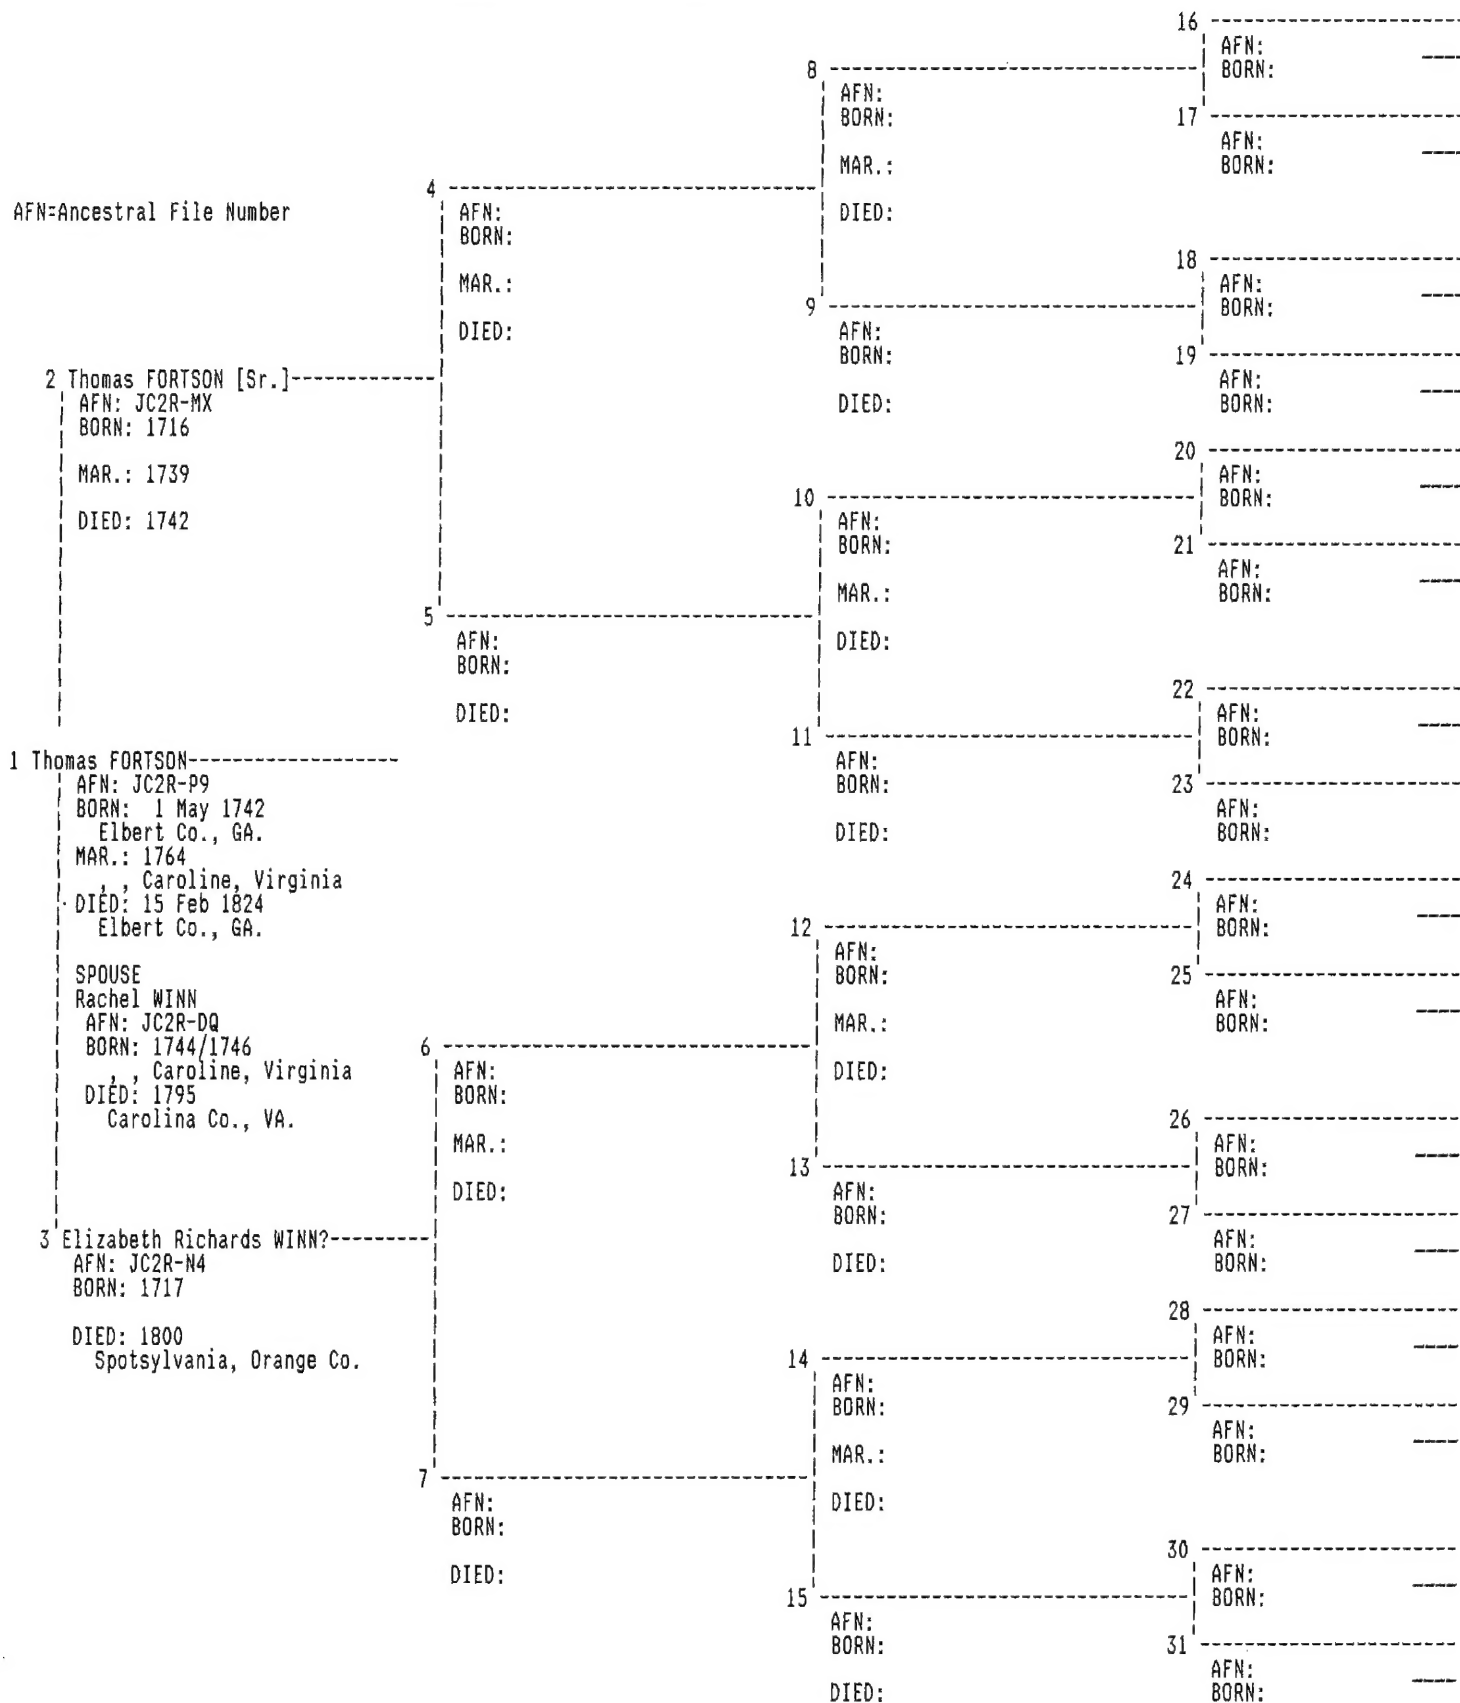 AFN=Ancestral File Number
1 Thomas FORTSON
AFN: JC2R-P9
BORN: 1 May 1742
Elbert Co., GA.
MAR.: 1764
, , Caroline, Virginia
DIED: 15 Feb 1824
Elbert Co., GA.
SPOUSE
Rachel WINN
AFN: JC2R-DQ
BORN: 1744/1746
, , Caroline, Virginia
DIED: 1795
Carolina Co., VA.
2 Thomas FORTSON [Sr.]
AFN: JC2R-MX
BORN: 1716
MAR.: 1739
DIED: 1742
3 Elizabeth Richards WINN?
AFN: JC2R-N4
BORN: 1717
DIED: 1800
Spotsylvania, Orange Co.
4
AFN:
BORN:
MAR.:
DIED:
5
AFN:
BORN:
DIED:
6
AFN:
BORN:
MAR.:
DIED:
7
AFN:
BORN:
DIED:
8
AFN:
BORN:
MAR.:
DIED:
9
AFN:
BORN:
DIED:
10
AFN:
BORN:
MAR.:
DIED:
11
AFN:
BORN:
DIED:
12
AFN:
BORN:
MAR.:
DIED:
13
AFN:
BORN:
DIED:
14
AFN:
BORN:
MAR.:
DIED:
15
AFN:
BORN:
DIED:
16
AFN:
BORN:
17
AFN:
BORN:
18
AFN:
BORN:
19
AFN:
BORN:
20
AFN:
BORN:
21
AFN:
BORN:
22
AFN:
BORN:
23
AFN:
BORN:
24
AFN:
BORN:
25
AFN:
BORN:
26
AFN:
BORN:
27
AFN:
BORN:
28
AFN:
BORN:
29
AFN:
BORN:
30
AFN:
BORN:
31
AFN:
BORN: